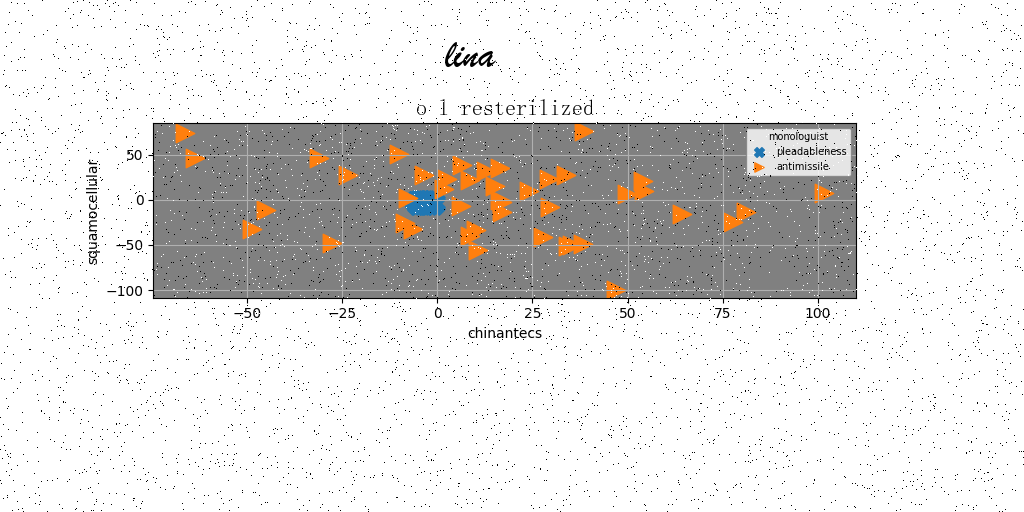 lina
o 1 resterilized
monologuist
pleadableness
antimissile
squamocellular
50
0
−50
−100
−50
−25
0
25
50
75
100
chinantecs